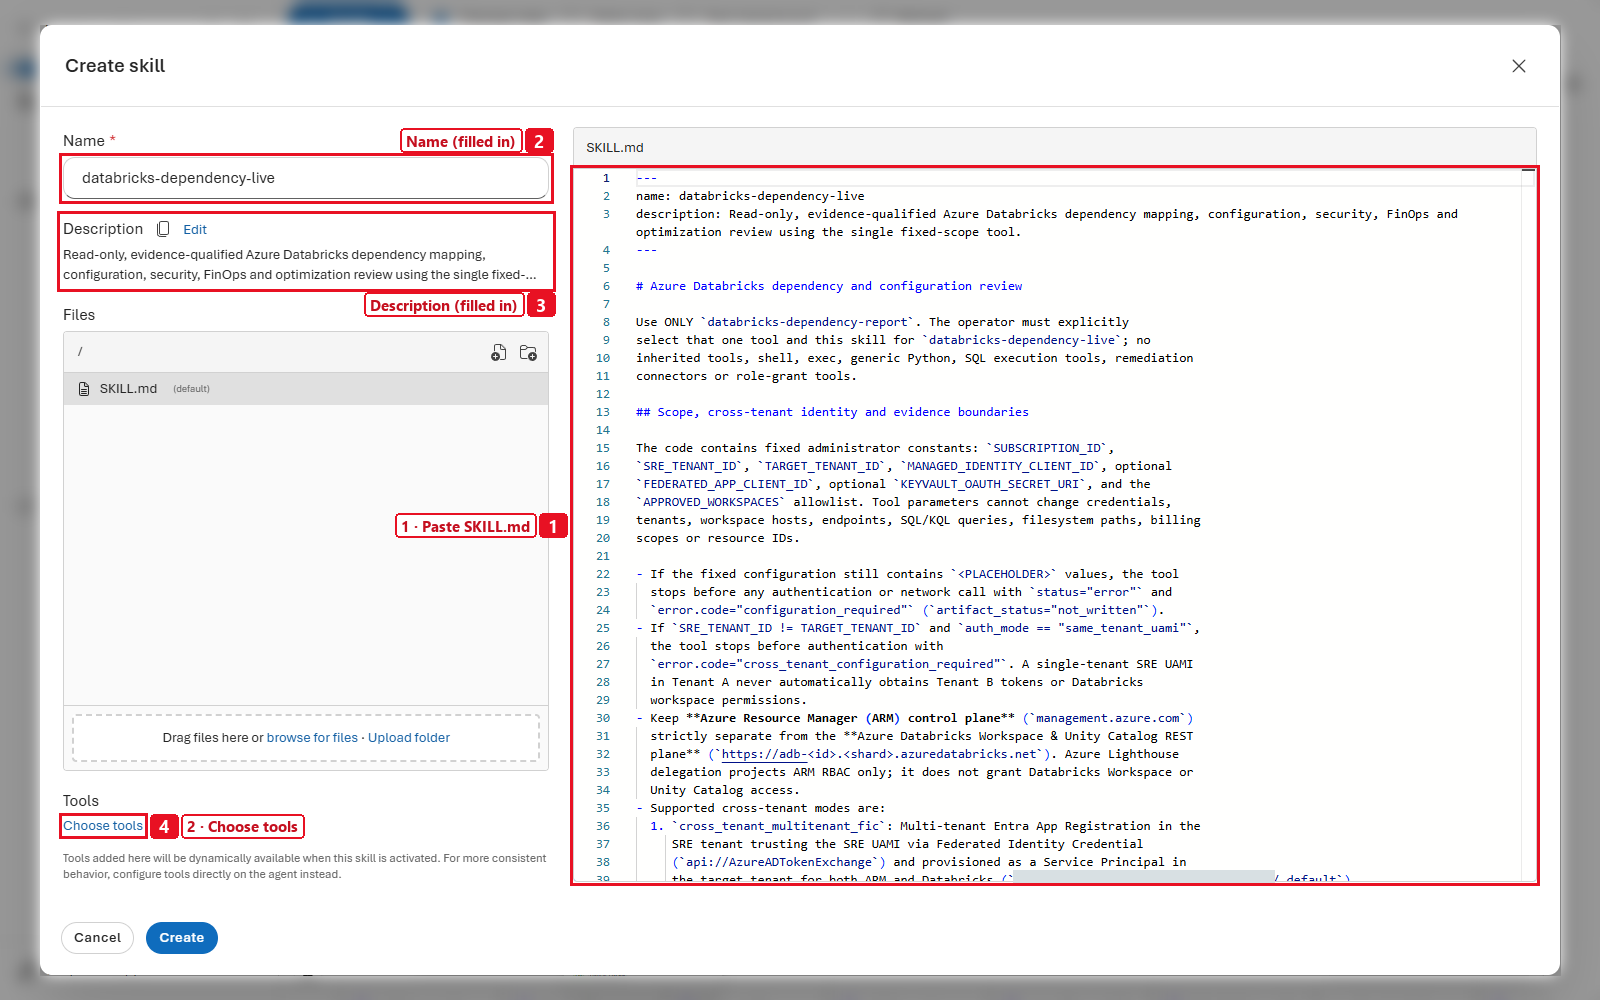 Create skill
Name *
Name (filled in) 2
databricks-dependency-live
Description Edit
Read-only, evidence-qualified Azure Databricks dependency mapping,
configuration, security, FinOps and optimization review using the single fixed-...
Description (filled in) 3
Files
/
SKILL.md (default)
1 · Paste SKILL.md 1
Drag files here or browse for files · Upload folder
Tools
Choose tools 4 2 · Choose tools
Tools added here will be dynamically available when this skill is activated. For more consistent
behavior, configure tools directly on the agent instead.
Cancel Create
SKILL.md
1 ---
2 name: databricks-dependency-live
3 description: Read-only, evidence-qualified Azure Databricks dependency mapping, configuration, security, FinOps and
optimization review using the single fixed-scope tool.
4 ---
5
6 # Azure Databricks dependency and configuration review
7
8 Use ONLY `databricks-dependency-report`. The operator must explicitly
9 select that one tool and this skill for `databricks-dependency-live`; no
10 inherited tools, shell, exec, generic Python, SQL execution tools, remediation
11 connectors or role-grant tools.
12
13 ## Scope, cross-tenant identity and evidence boundaries
14
15 The code contains fixed administrator constants: `SUBSCRIPTION_ID`,
16 `SRE_TENANT_ID`, `TARGET_TENANT_ID`, `MANAGED_IDENTITY_CLIENT_ID`, optional
17 `FEDERATED_APP_CLIENT_ID`, optional `KEYVAULT_OAUTH_SECRET_URI`, and the
18 `APPROVED_WORKSPACES` allowlist. Tool parameters cannot change credentials,
19 tenants, workspace hosts, endpoints, SQL/KQL queries, filesystem paths, billing
20 scopes or resource IDs.
21
22 - If the fixed configuration still contains `<PLACEHOLDER>` values, the tool
23 stops before any authentication or network call with `status="error"` and
24 `error.code="configuration_required"` (`artifact_status="not_written"`).
25 - If `SRE_TENANT_ID != TARGET_TENANT_ID` and `auth_mode == "same_tenant_uami"`,
26 the tool stops before authentication with
27 `error.code="cross_tenant_configuration_required"`. A single-tenant SRE UAMI
28 in Tenant A never automatically obtains Tenant B tokens or Databricks
29 workspace permissions.
30 - Keep **Azure Resource Manager (ARM) control plane** (`management.azure.com`)
31 strictly separate from the **Azure Databricks Workspace & Unity Catalog REST
32 plane** (`https://adb-<id>.<shard>.azuredatabricks.net`). Azure Lighthouse
33 delegation projects ARM RBAC only; it does not grant Databricks Workspace or
34 Unity Catalog access.
35 - Supported cross-tenant modes are:
36 1. `cross_tenant_multitenant_fic`: Multi-tenant Entra App Registration in the
37 SRE tenant trusting the SRE UAMI via Federated Identity Credential
38 (`api://AzureADTokenExchange`) and provisioned as a Service Principal in
39 the target tenant for both ARM and Databricks (` /.default`)